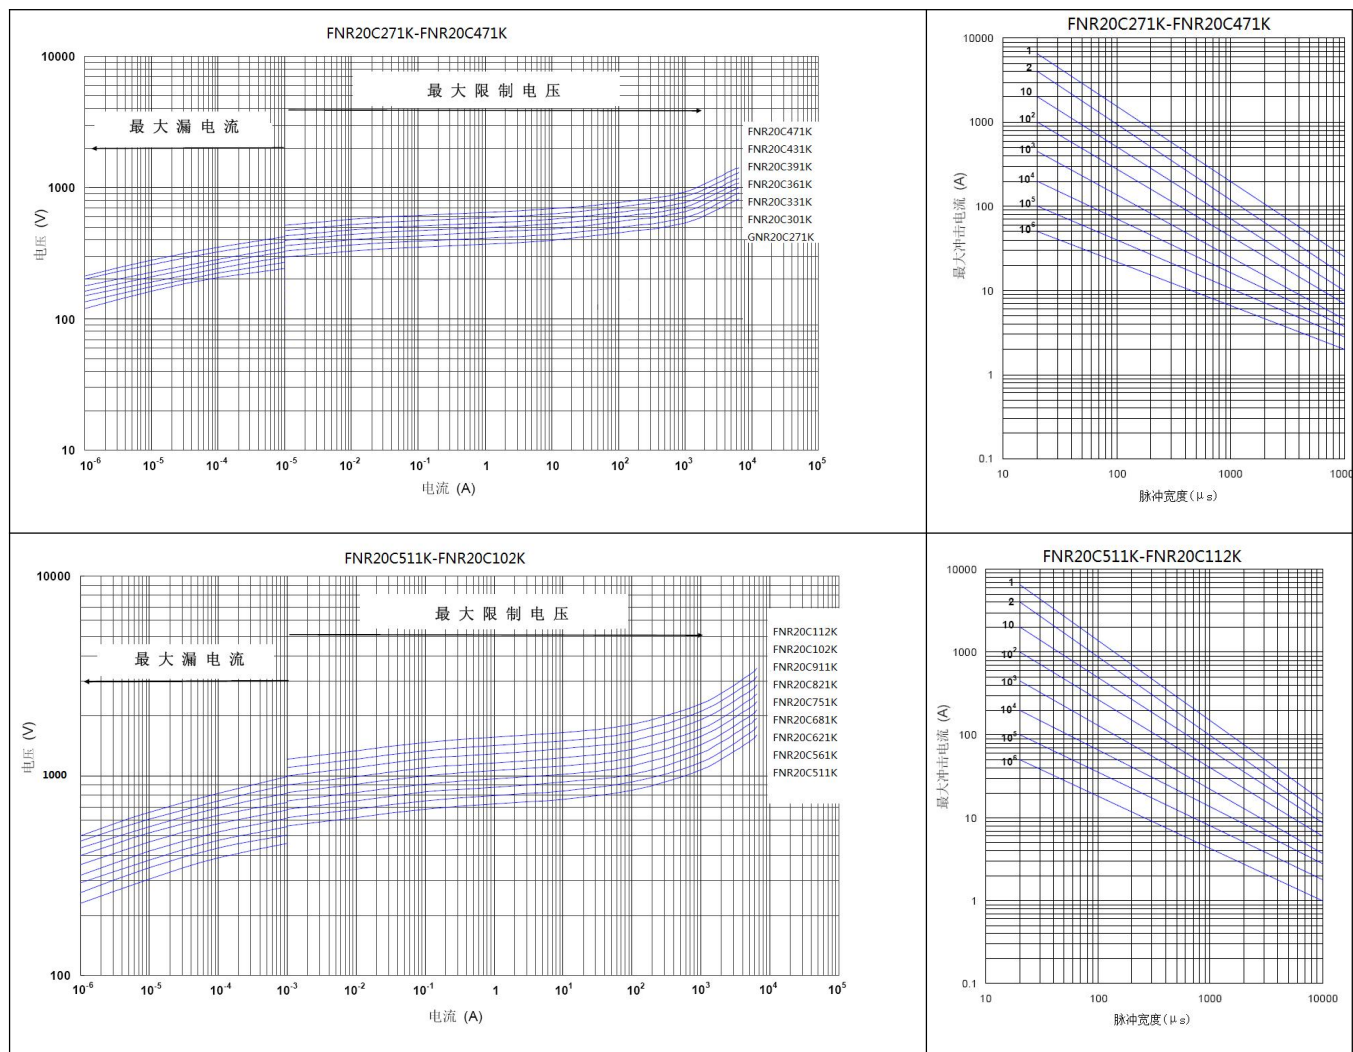 FNR20C271K-FNR20C471K
10000
最大限制电压
最大漏电流
FNR20C471K
FNR20C431K
FNR20C391K
FNR20C361K
FNR20C331K
FNR20C301K
GNR20C271K
1000
电压 (V)
100
10
10⁻⁶ 10⁻⁵ 10⁻⁴ 10⁻⁵ 10⁻² 10⁻¹ 1 10 10² 10³ 10⁴ 10⁵
电流 (A)
FNR20C271K-FNR20C471K
10000
1
2
10
1000
10²
10³
10⁴
100
10⁵
10⁶
最大冲击电流 (A)
10
1
0.1
10 100 1000 1000
脉冲宽度(μs)
FNR20C511K-FNR20C102K
10000
最大限制电压
最大漏电流
FNR20C112K
FNR20C102K
FNR20C911K
FNR20C821K
FNR20C751K
FNR20C681K
FNR20C621K
FNR20C561K
FNR20C511K
电压 (V)
1000
100
10⁻⁶ 10⁻⁵ 10⁻⁴ 10⁻³ 10⁻² 10⁻¹ 1 10¹ 10² 10³ 10⁴ 10⁵
电流 (A)
FNR20C511K-FNR20C112K
10000
1
2
10
1000
10²
10³
10⁴
100
10⁵
10⁶
最大冲击电流 (A)
10
1
0.1
10 100 1000 10000
脉冲宽度(μs)